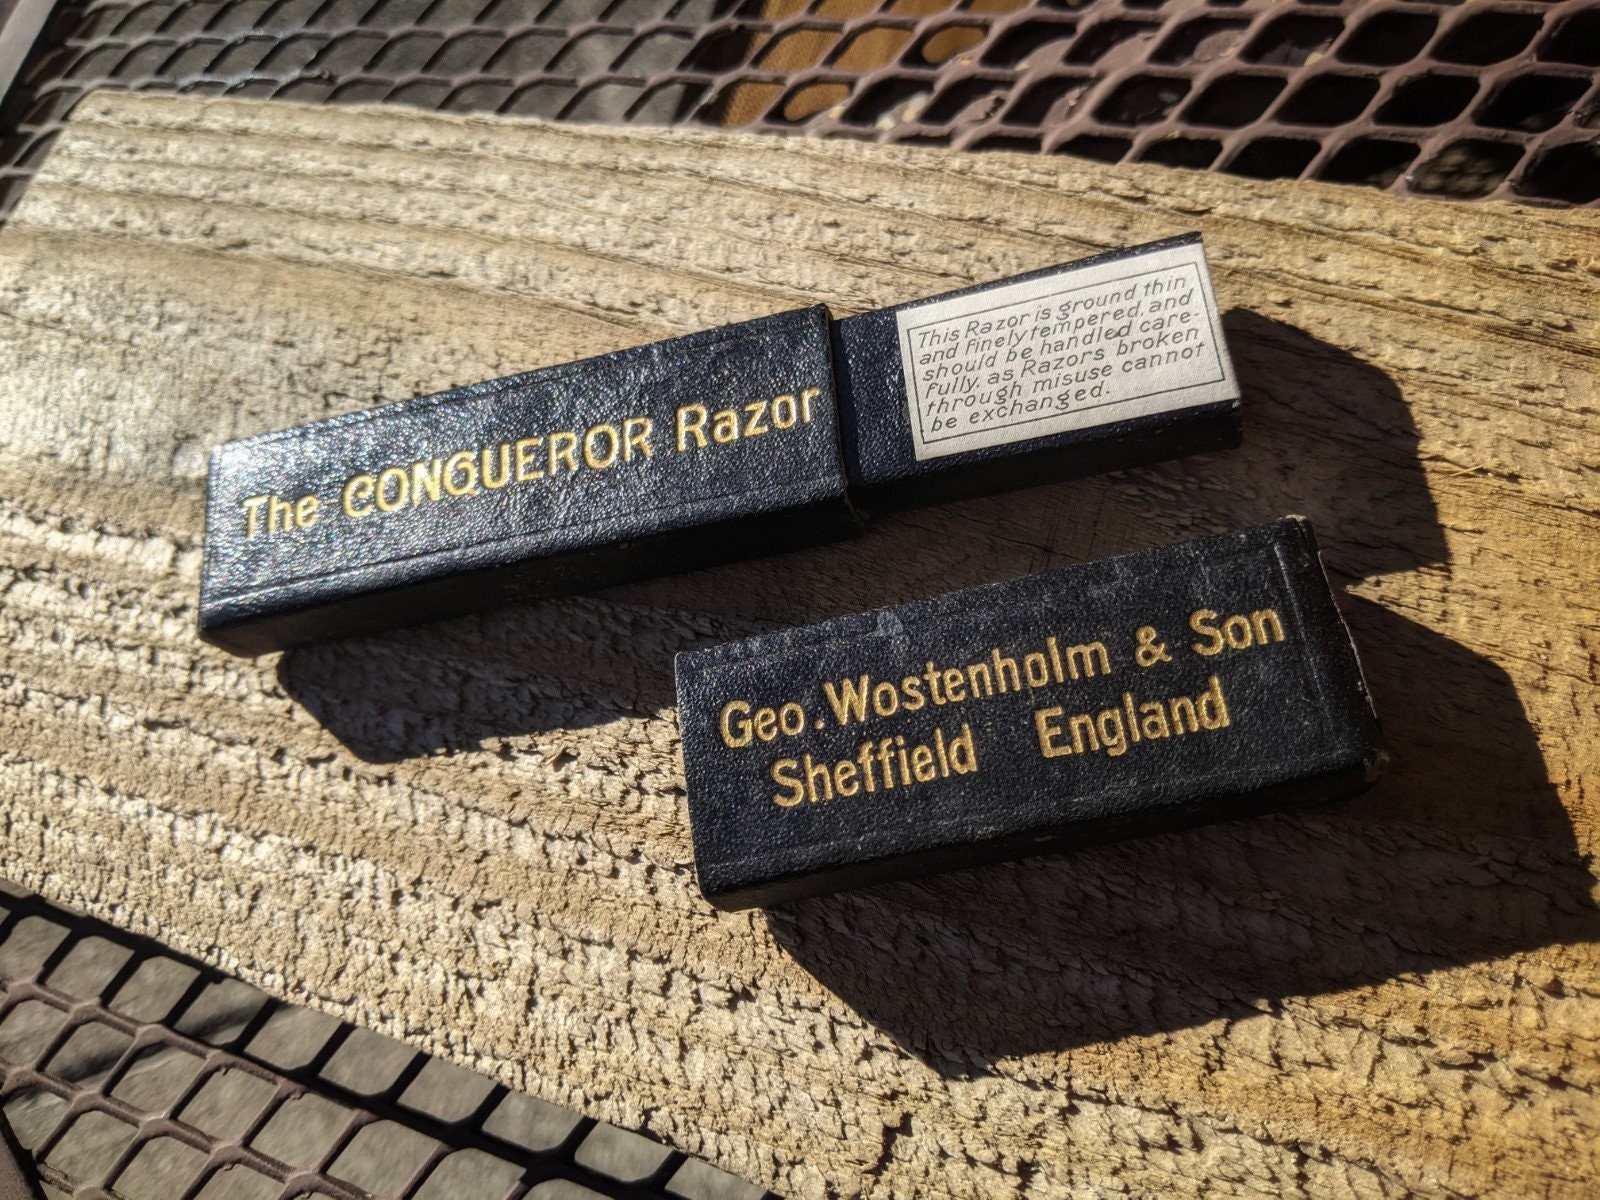 The CONQUEROR Razor
This Razor is ground thin
and finely tempered, and
should be handled care-
fully, as Razors broken
through misuse cannot
be exchanged.
Geo. Wostenholm & Son
Sheffield England